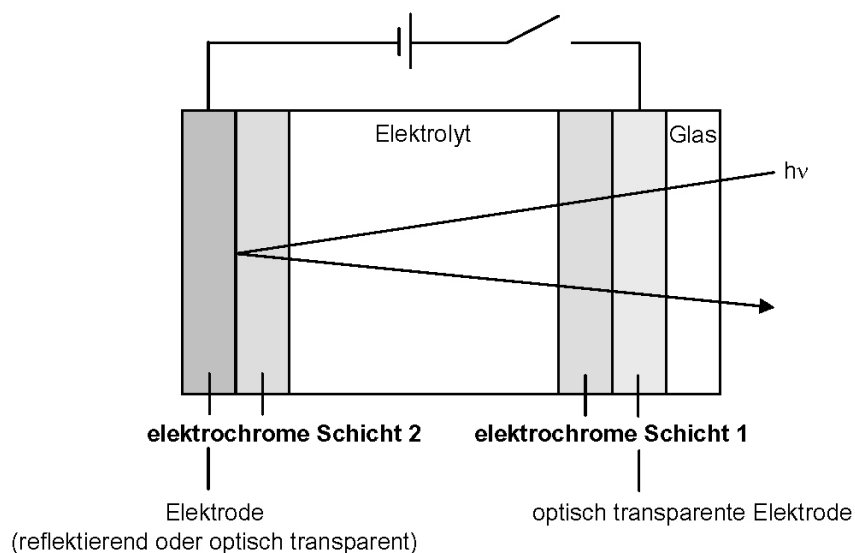 Elektrolyt
Glas
hν
elektrochrome Schicht 2
elektrochrome Schicht 1
Elektrode
(reflektierend oder optisch transparent)
optisch transparente Elektrode